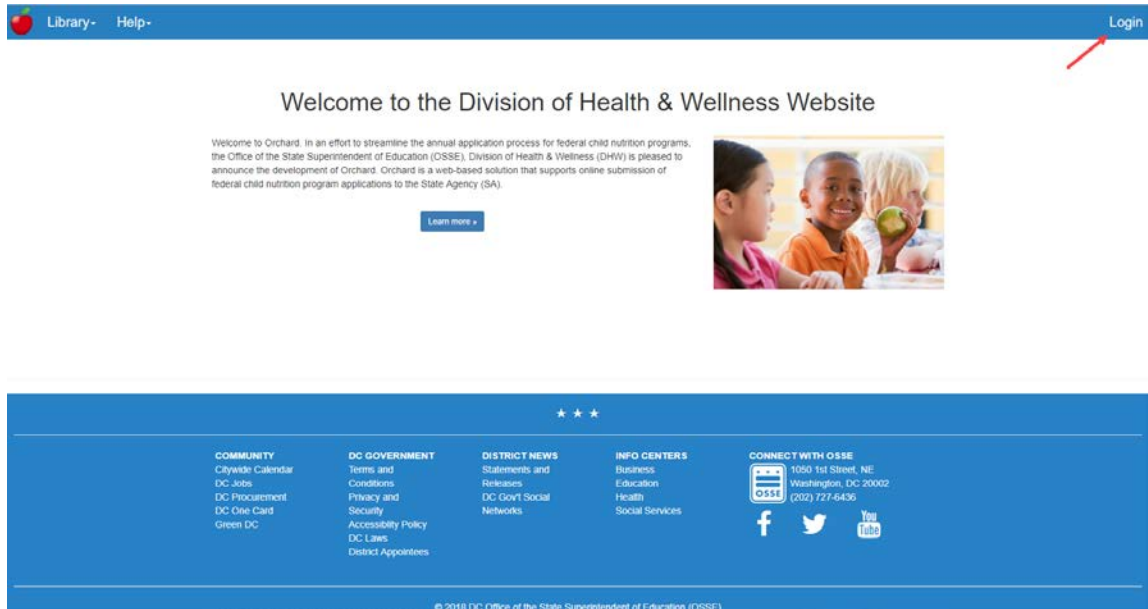 Library Help Login
Welcome to the Division of Health & Wellness Website
Welcome to Orchard. In an effort to streamline the annual application process for federal child nutrition programs,
the Office of the State Superintendent of Education (OSSE), Division of Health & Wellness (DHW) is pleased to
announce the development of Orchard. Orchard is a web-based solution that supports online submission of
federal child nutrition program applications to the State Agency (SA).
Learn more »
COMMUNITY
Citywide Calendar
DC Jobs
DC Procurement
DC One Card
Green DC
DC GOVERNMENT
Terms and
Conditions
Privacy and
Security
Accessiblity Policy
DC Laws
District Appointees
DISTRICT NEWS
Statements and
Releases
DC Gov't Social
Networks
INFO CENTERS
Business
Education
Health
Social Services
CONNECT WITH OSSE
OSSE
1050 1st Street, NE
Washington, DC 20002
(202) 727-6436
f
You
Tube
© 2018 DC Office of the State Superintendent of Education (OSSE)